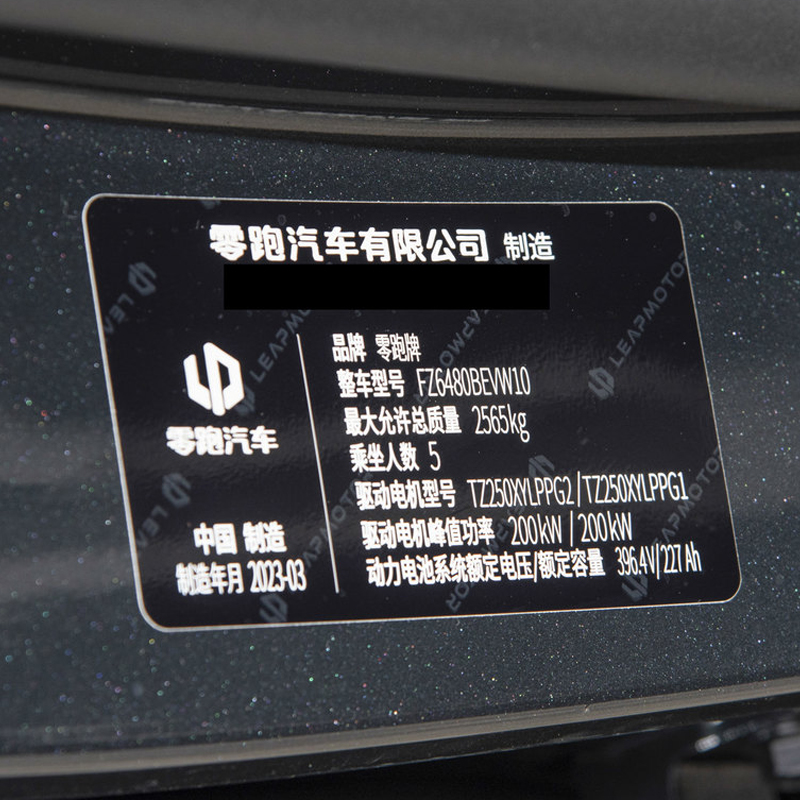 零跑汽车有限公司 制造
品牌 零跑牌
整车型号 FZ6480BEVW10
最大允许总质量 2565kg
乘坐人数 5
驱动电机型号 TZ250XYLPPG2/TZ250XYLPPG1
驱动电机峰值功率 200kW / 200kW
动力电池系统额定电压/额定容量 396.4V/227Ah
零跑汽车
中国 制造
制造年月 2023-03
LEAPMOTOR
LEAPMOTOR
LEAPMOTOR
LEAPMOTOR